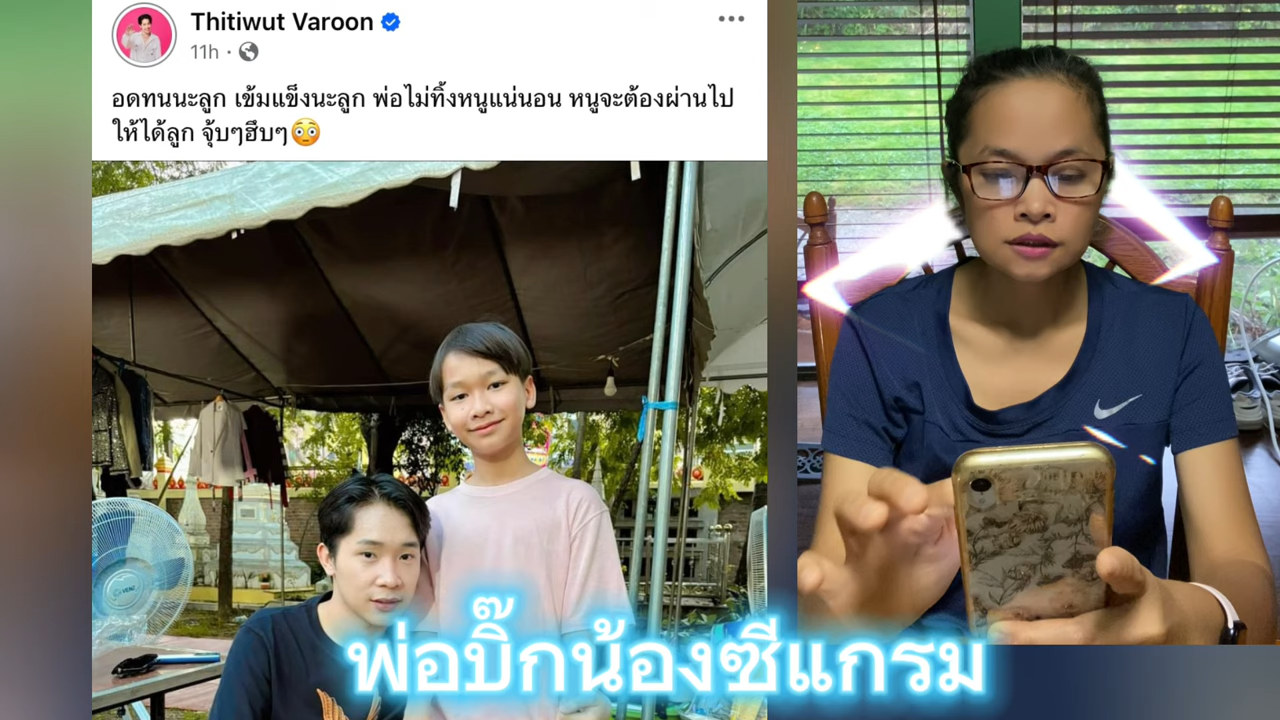 Thitiwut Varoon
11h
อดทนนะลูก เข้มแข็งนะลูก พ่อไม่ทิ้งหนูแน่นอน หนูจะต้องผ่านไป
ให้ได้ลูก จุ้บๆฮึบๆ😳
พ่อบิ๊กน้องซีแกรม